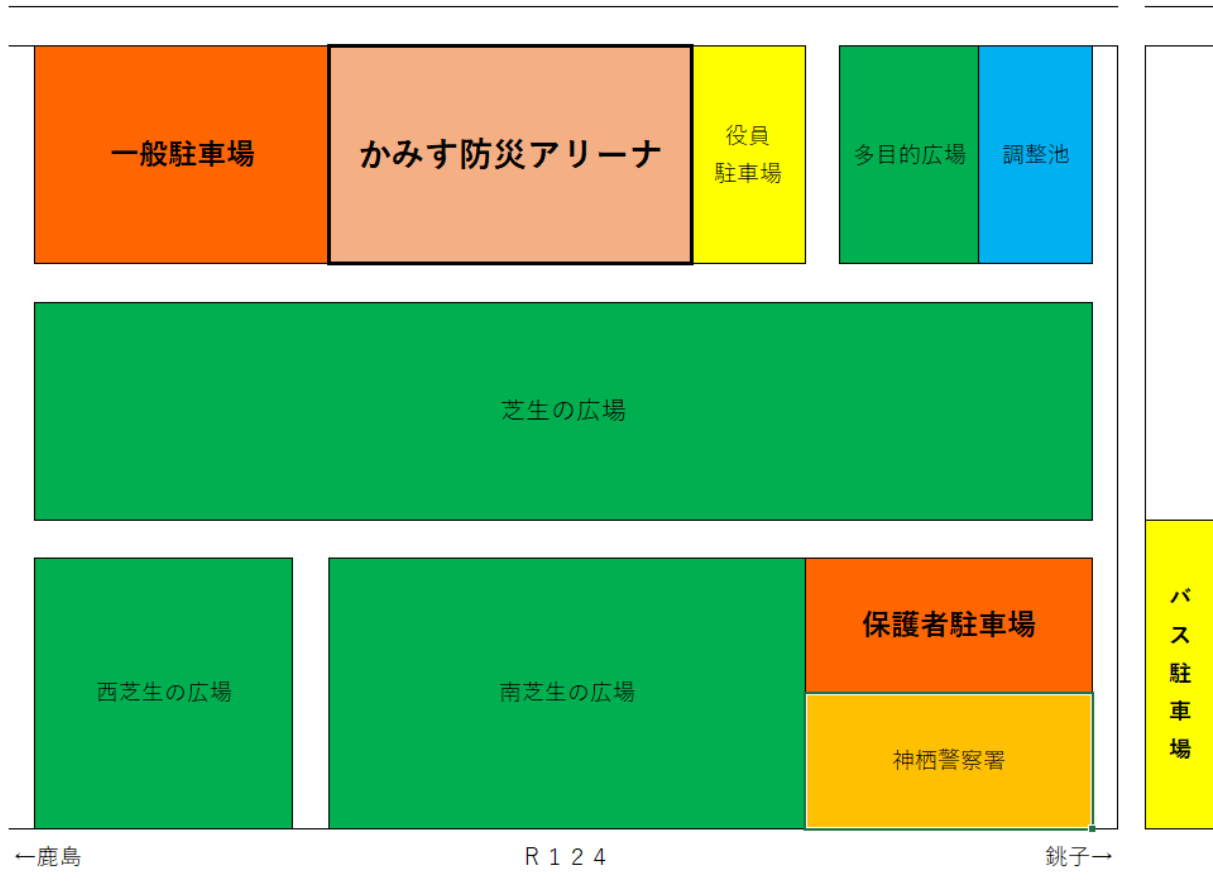 一般駐車場
かみす防災アリーナ
役員
駐車場
多目的広場
調整池
芝生の広場
西芝生の広場
南芝生の広場
保護者駐車場
神栖警察署
バス駐車場
←鹿島
R１２４
銚子→